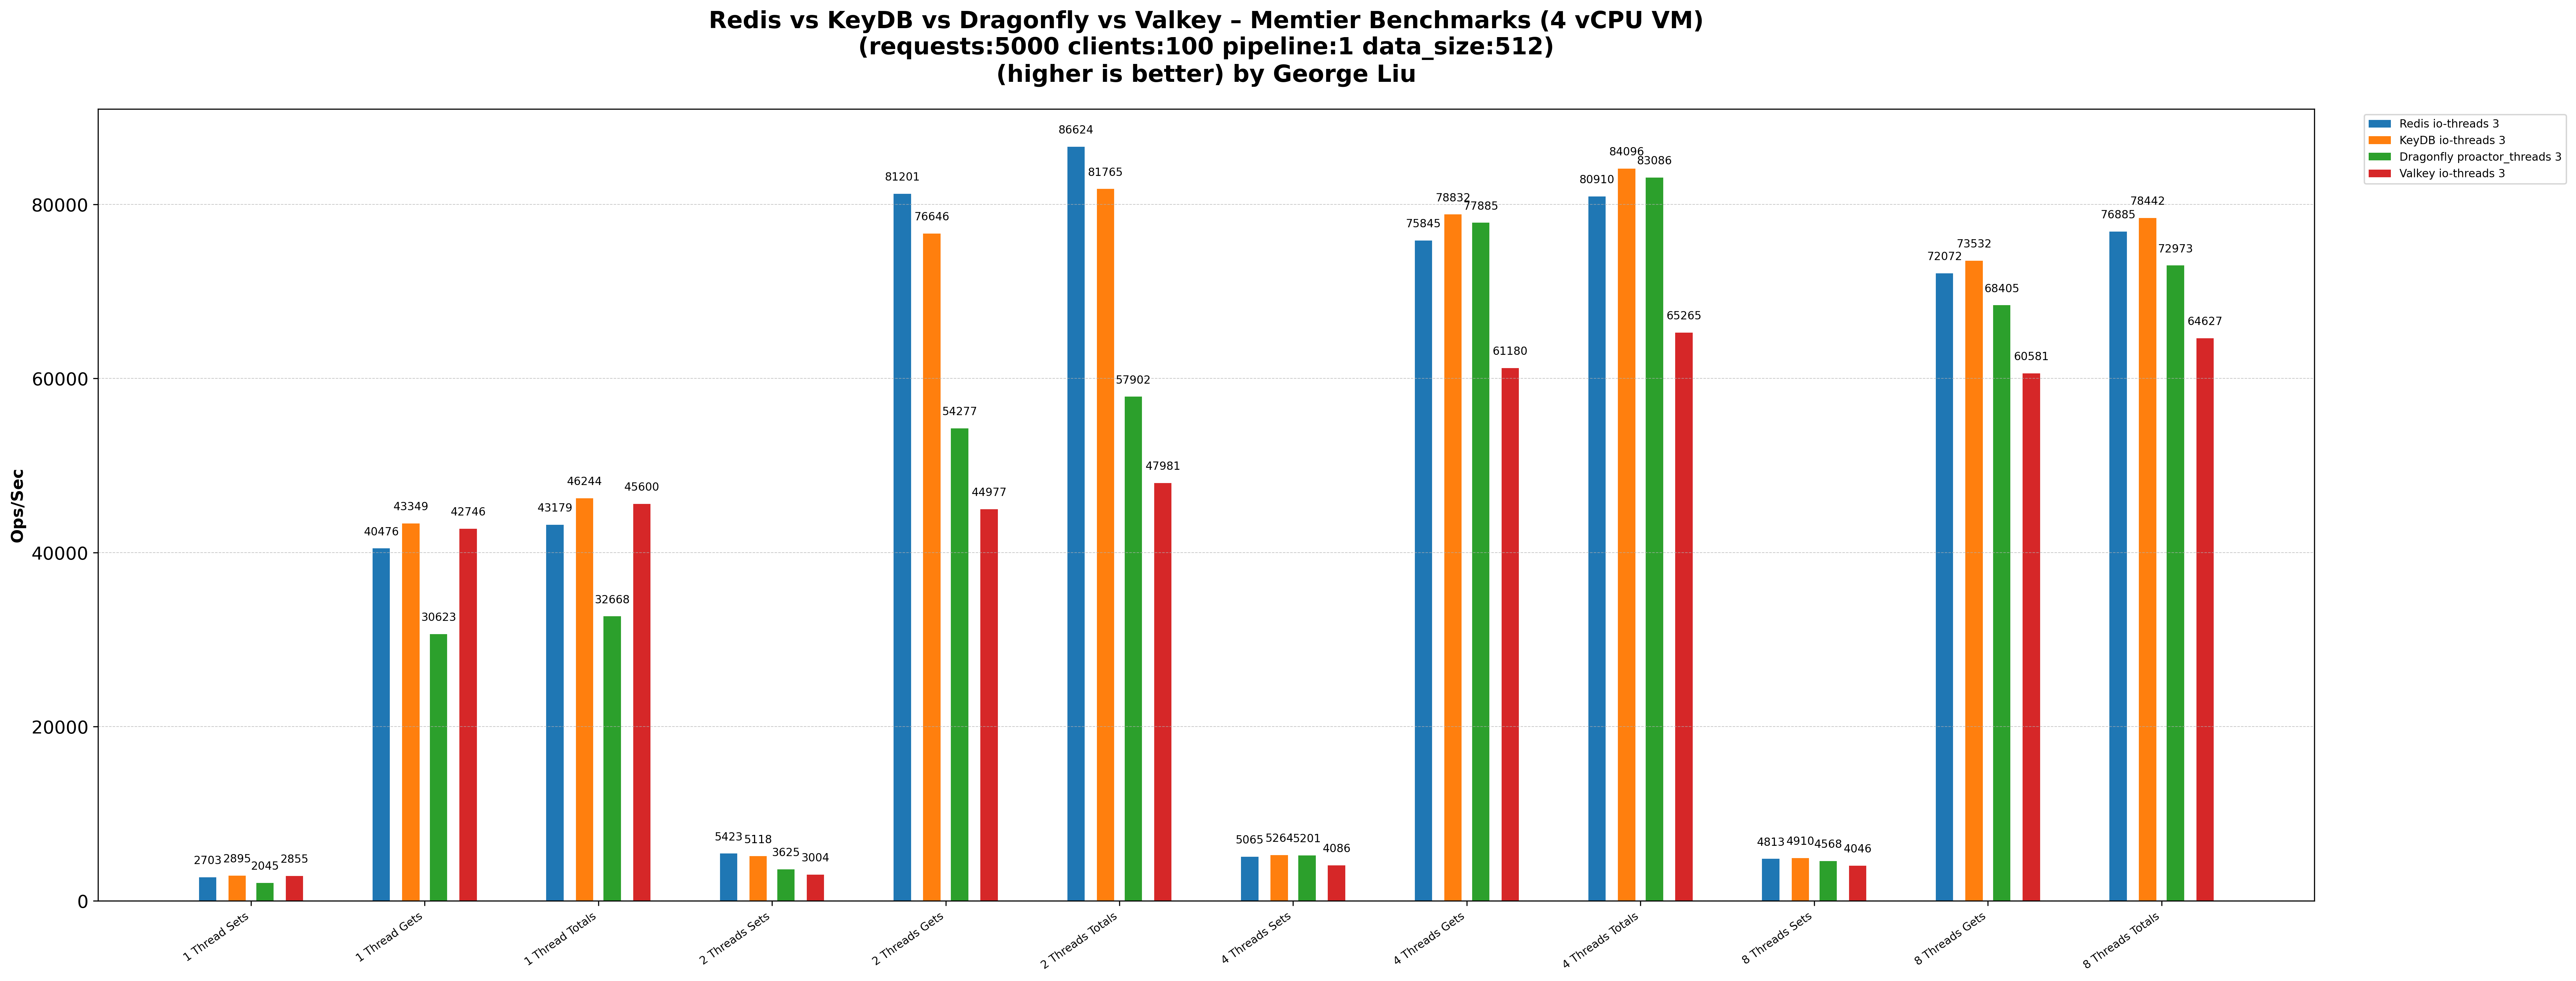 Redis vs KeyDB vs Dragonfly vs Valkey – Memtier Benchmarks (4 vCPU VM)
(requests:5000 clients:100 pipeline:1 data_size:512)
(higher is better) by George Liu
Redis io-threads 3
KeyDB io-threads 3
Dragonfly proactor_threads 3
Valkey io-threads 3
Ops/Sec
80000
60000
40000
20000
0
2703
2895
2045
2855
40476
43349
30623
42746
43179
46244
32668
45600
5423
5118
3625
3004
81201
76646
54277
44977
86624
81765
57902
47981
5065
5264
5201
4086
75845
78832
77885
61180
80910
84096
83086
65265
4813
4910
4568
4046
72072
73532
68405
60581
76885
78442
72973
64627
1 Thread Sets
1 Thread Gets
1 Thread Totals
2 Threads Sets
2 Threads Gets
2 Threads Totals
4 Threads Sets
4 Threads Gets
4 Threads Totals
8 Threads Sets
8 Threads Gets
8 Threads Totals